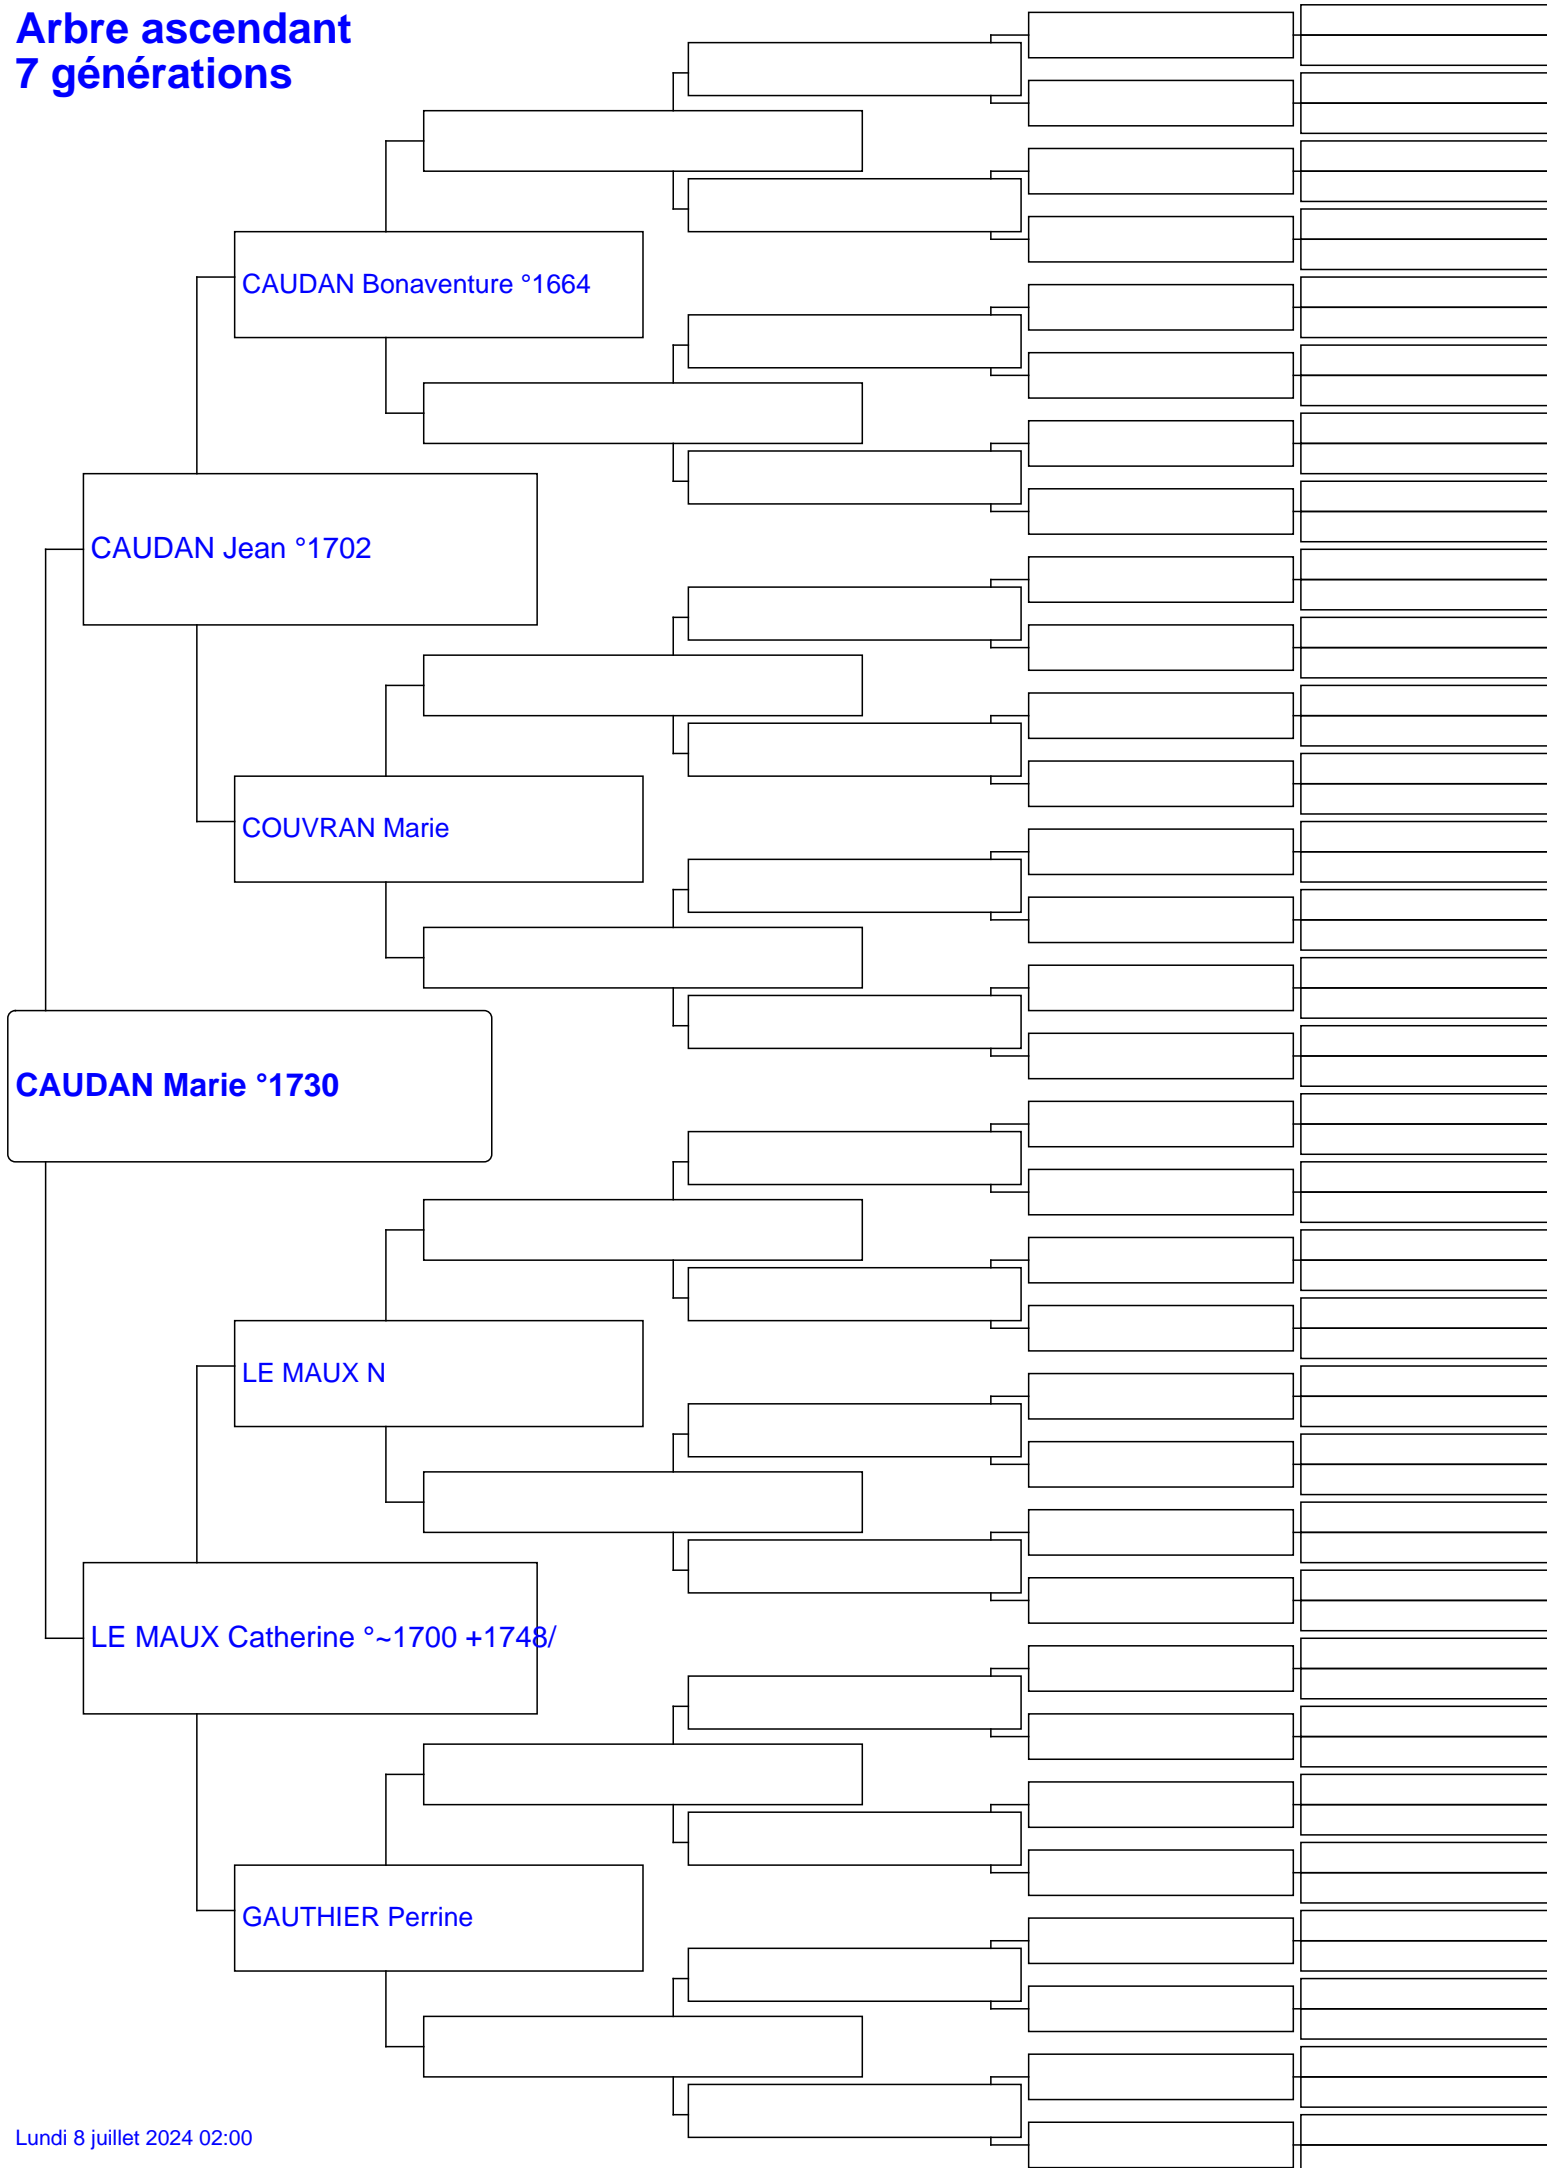 Arbre ascendant
7 générations
CAUDAN Bonaventure °1664
CAUDAN Jean °1702
COUVRAN Marie
CAUDAN Marie °1730
LE MAUX N
LE MAUX Catherine °~1700 +1748/
GAUTHIER Perrine
Lundi 8 juillet 2024 02:00